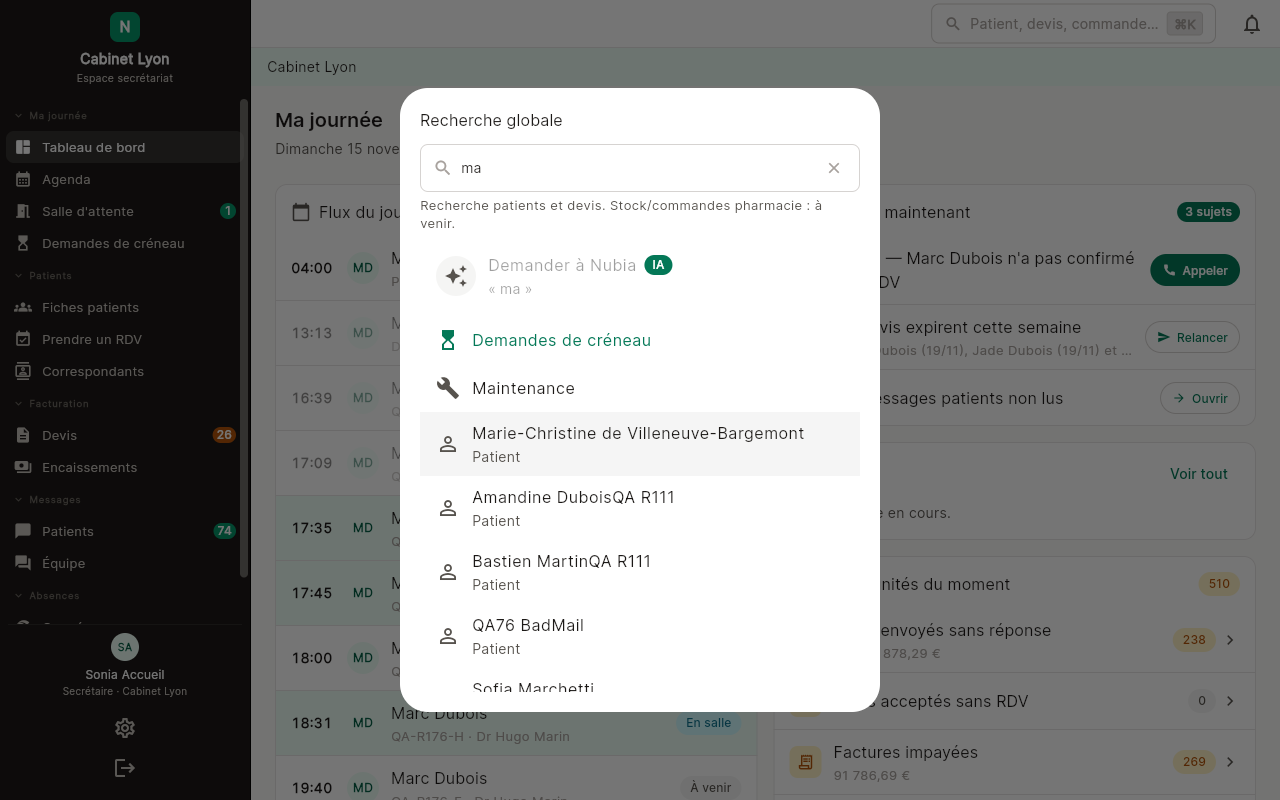 N
Cabinet Lyon
Espace secrétariat
Ma journée
Tableau de bord
Agenda
Salle d'attente
1
Demandes de créneau
Patients
Fiches patients
Prendre un RDV
Correspondants
Facturation
Devis
26
Encaissements
Messages
Patients
74
Équipe
Absences
SA
Sonia Accueil
Secrétaire · Cabinet Lyon
Patient, devis, commande...
⌘K
Cabinet Lyon
Ma journée
Dimanche 15 nove
Flux du jou
04:00 MD
13:13 MD
16:39 MD
17:09 MD
17:35 MD
17:45 MD
18:00 MD
18:31 MD Marc Dubois
QA-R176-H · Dr Hugo Marin
En salle
19:40 MD Marc Dubois
À venir
Recherche globale
ma
Recherche patients et devis. Stock/commandes pharmacie : à
venir.
Demander à Nubia IA
« ma »
Demandes de créneau
Maintenance
Marie-Christine de Villeneuve-Bargemont
Patient
Amandine DuboisQA R111
Patient
Bastien MartinQA R111
Patient
QA76 BadMail
Patient
Sofia Marchetti
maintenant
3 sujets
— Marc Dubois n'a pas confirmé
DV
Appeler
vis expirent cette semaine
ubois (19/11), Jade Dubois (19/11) et ...
Relancer
ssages patients non lus
Ouvrir
Voir tout
e en cours.
nités du moment
510
envoyés sans réponse
878,29 €
238
s acceptés sans RDV
0
Factures impayées
91 786,69 €
269